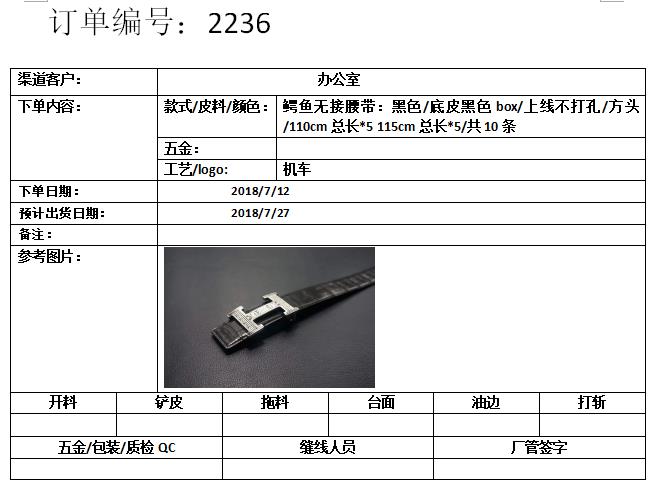 订单编号：2236
渠道客户： 办公室
下单内容： 款式/皮料/颜色： 鳄鱼无接腰带：黑色/底皮黑色 box/上线不打孔/方头
/110cm 总长*5 115cm 总长*5/共 10 条
五金：
工艺/logo: 机车
下单日期： 2018/7/12
预计出货日期： 2018/7/27
备注：
参考图片：
开料 铲皮 拖料 台面 油边 打斩
五金/包装/质检 QC 缝线人员 厂管签字